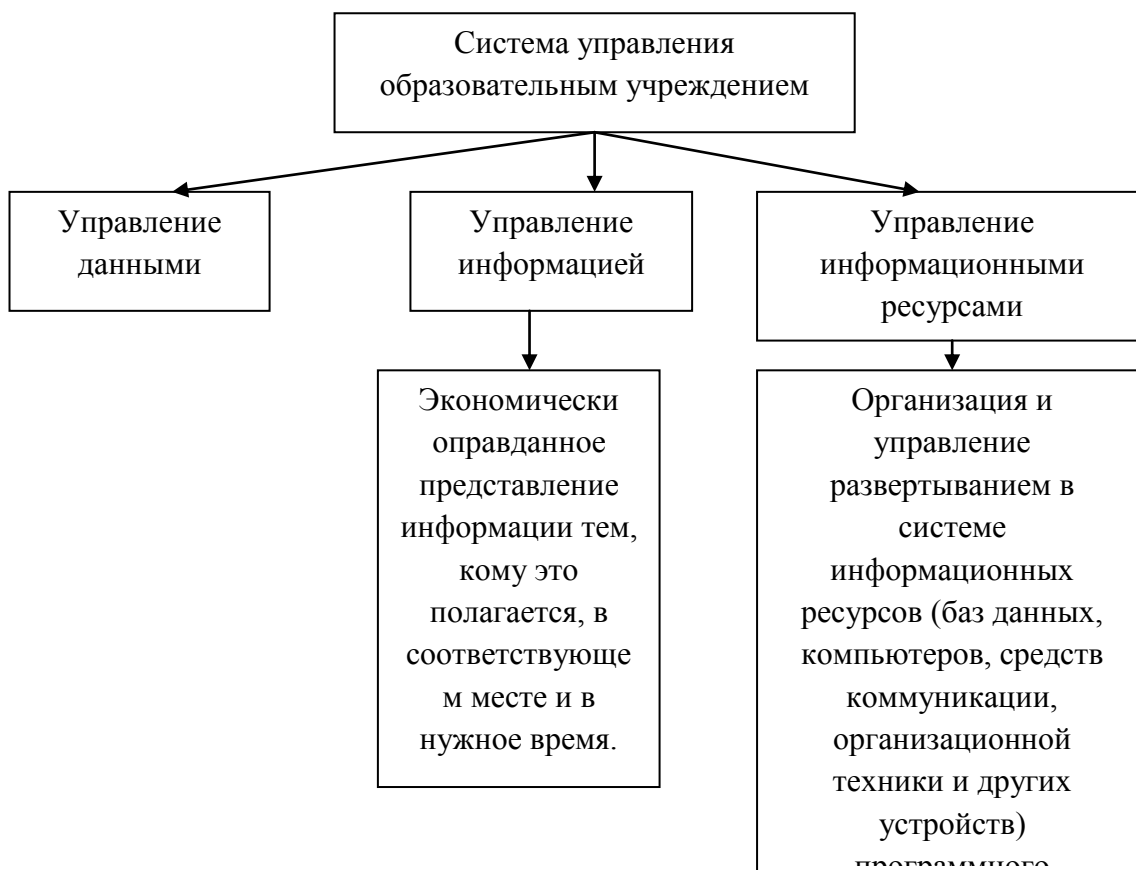 Система управления
образовательным учреждением
Управление
данными
Управление
информацией
Управление
информационными
ресурсами
Экономически
оправданное
представление
информации тем,
кому это
полагается, в
соответствующе
м месте и в
нужное время.
Организация и
управление
развертыванием в
системе
информационных
ресурсов (баз данных,
компьютеров, средств
коммуникации,
организационной
техники и других
устройств)
программного